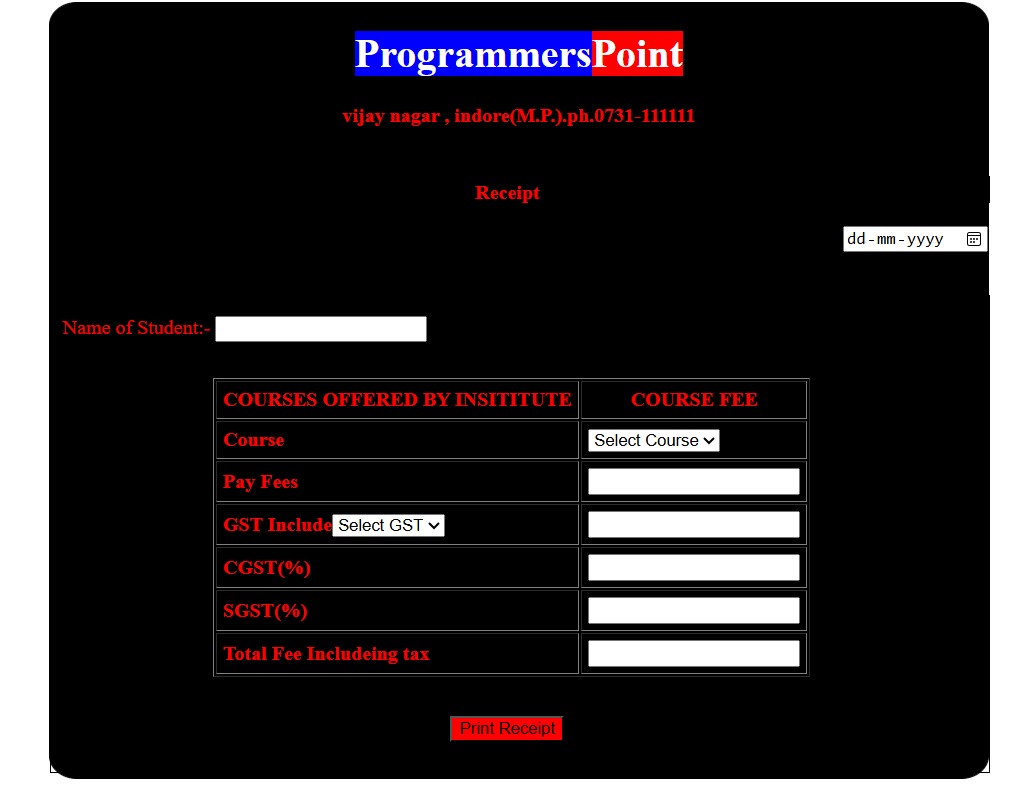 ProgrammersPoint
vijay nagar , indore(M.P.).ph.0731-111111
Receipt
dd-mm-yyyy
Name of Student:-
COURSES OFFERED BY INSITITUTE COURSE FEE
Course Select Course
Pay Fees
GST Include Select GST
CGST(%)
SGST(%)
Total Fee Includeing tax
Print Receipt